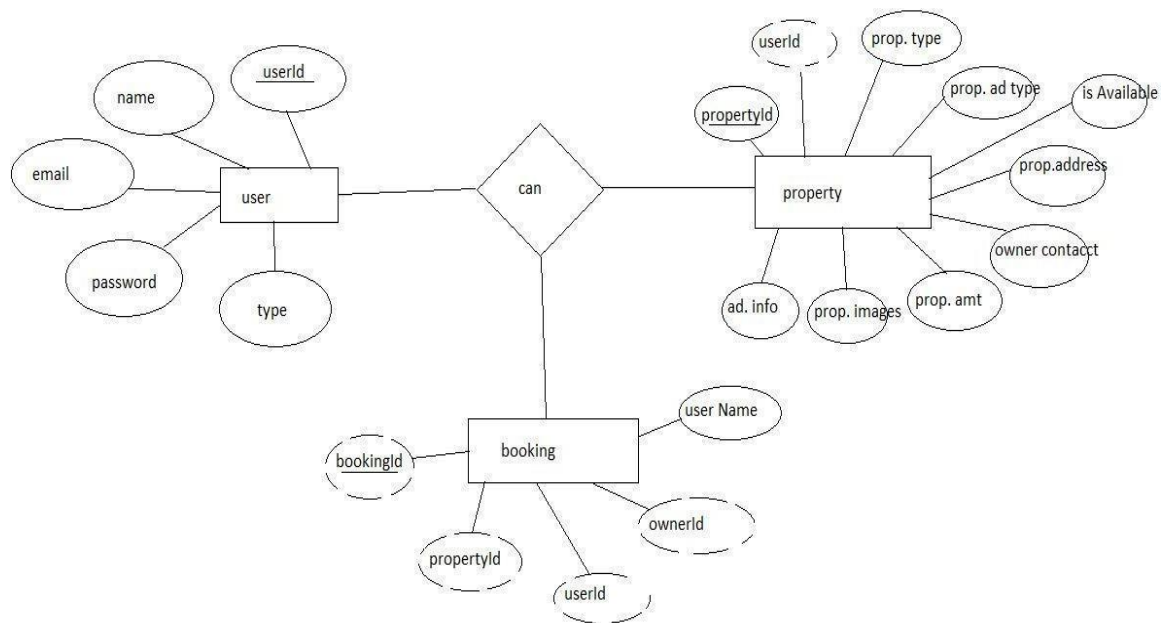 userId
prop. type
userId
prop. ad type
is Available
name
propertyId
prop.address
email
can
user
property
owner contacct
password
type
ad. info
prop. images
prop. amt
user Name
booking
bookingId
ownerId
propertyId
userId